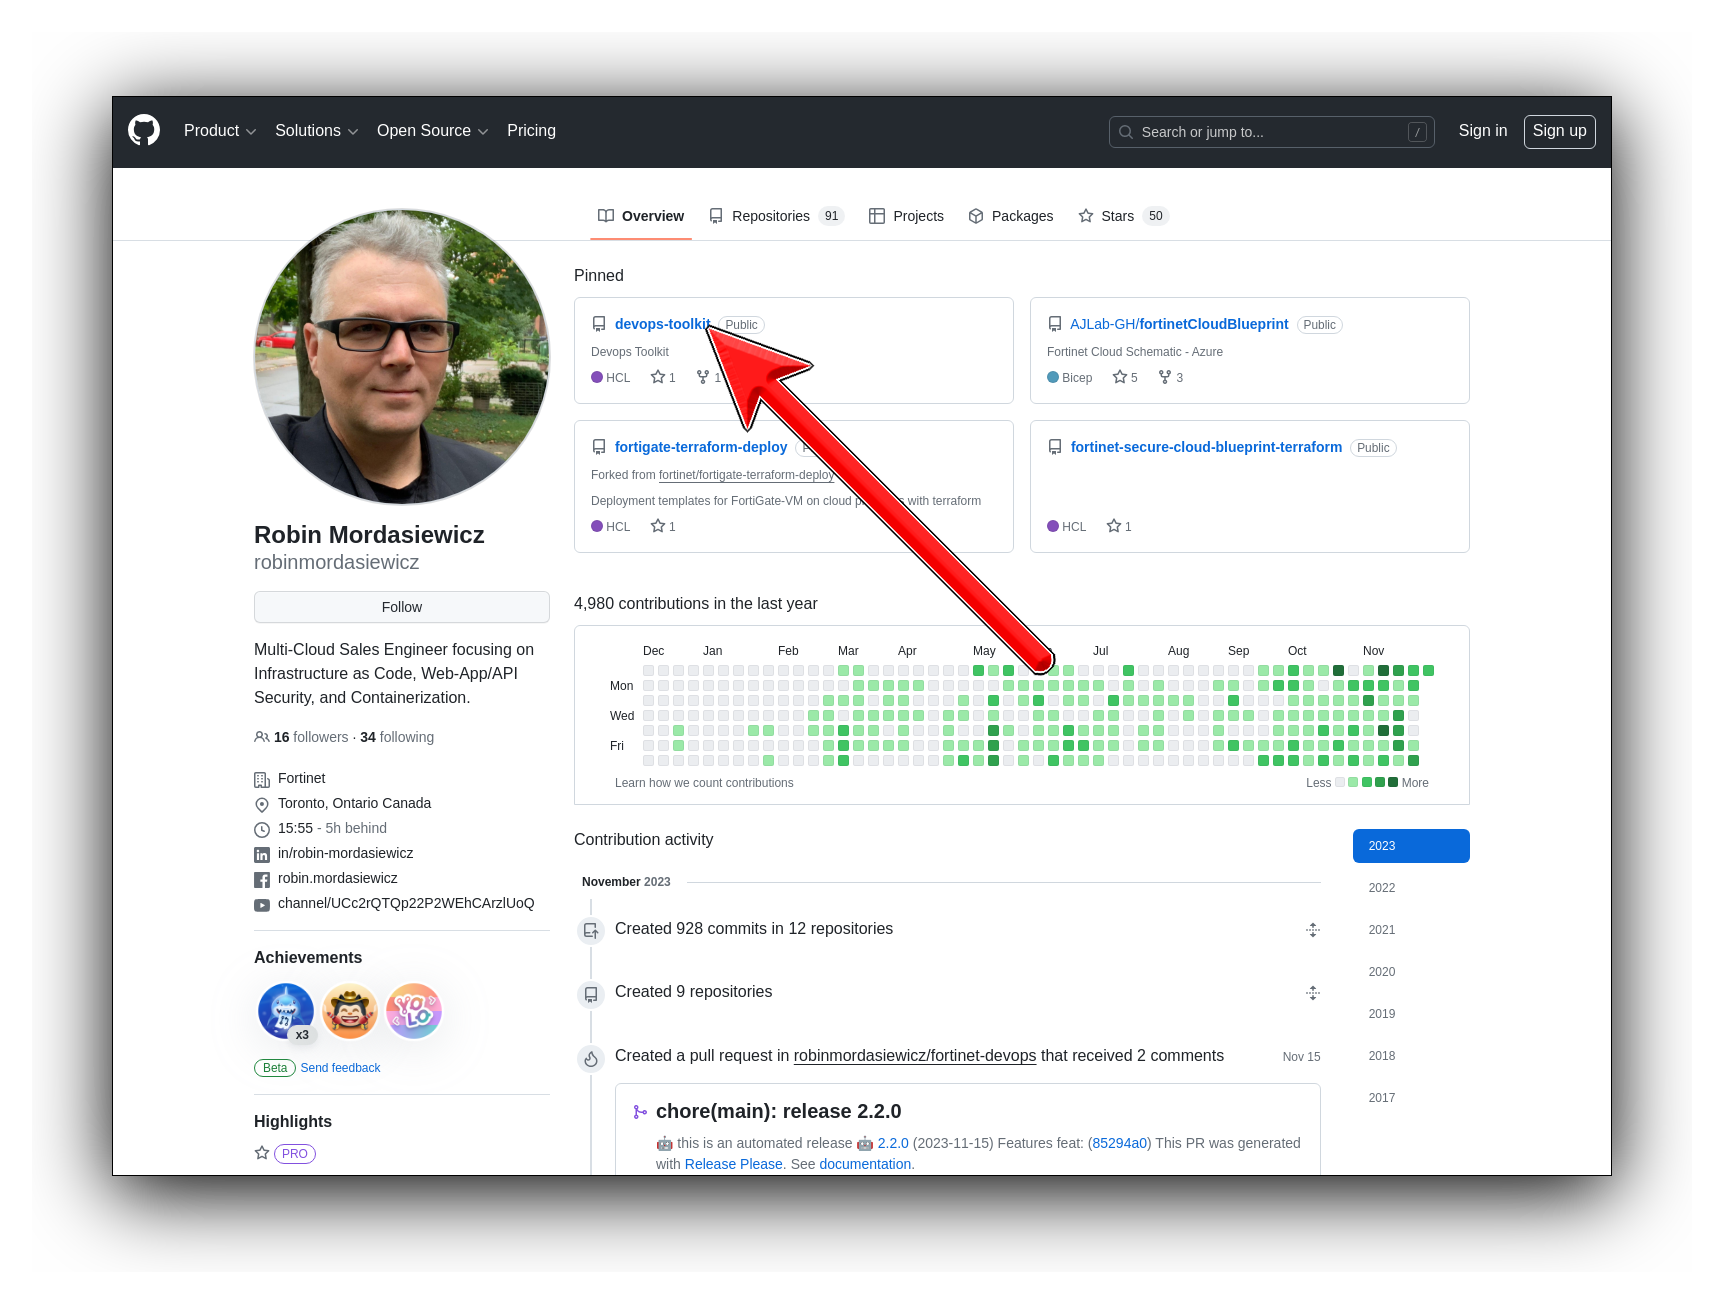 Product Solutions Open Source Pricing Search or jump to... / Sign in Sign up
Overview Repositories 91 Projects Packages Stars 50
Pinned
devops-toolkit Public
Devops Toolkit
HCL 1 1
AJLab-GH/fortinetCloudBlueprint Public
Fortinet Cloud Schematic - Azure
Bicep 5 3
fortigate-terraform-deploy
Forked from fortinet/fortigate-terraform-deploy
Deployment templates for FortiGate-VM on cloud with terraform
HCL 1
fortinet-secure-cloud-blueprint-terraform Public
HCL 1
Robin Mordasiewicz
robinmordasiewicz
Follow
Multi-Cloud Sales Engineer focusing on
Infrastructure as Code, Web-App/API
Security, and Containerization.
16 followers · 34 following
Fortinet
Toronto, Ontario Canada
15:55 - 5h behind
in/robin-mordasiewicz
robin.mordasiewicz
channel/UCc2rQTQp22P2WEhCArzlUoQ
Achievements
x3
YOLO
Beta Send feedback
Highlights
PRO
4,980 contributions in the last year
Dec Jan Feb Mar Apr May Jul Aug Sep Oct Nov
Mon
Wed
Fri
Learn how we count contributions Less More
Contribution activity
2023
2022
2021
2020
2019
2018
2017
November 2023
Created 928 commits in 12 repositories
Created 9 repositories
Created a pull request in robinmordasiewicz/fortinet-devops that received 2 comments Nov 15
chore(main): release 2.2.0
🤖 this is an automated release 🤖 2.2.0 (2023-11-15) Features feat: (85294a0) This PR was generated
with Release Please. See documentation.